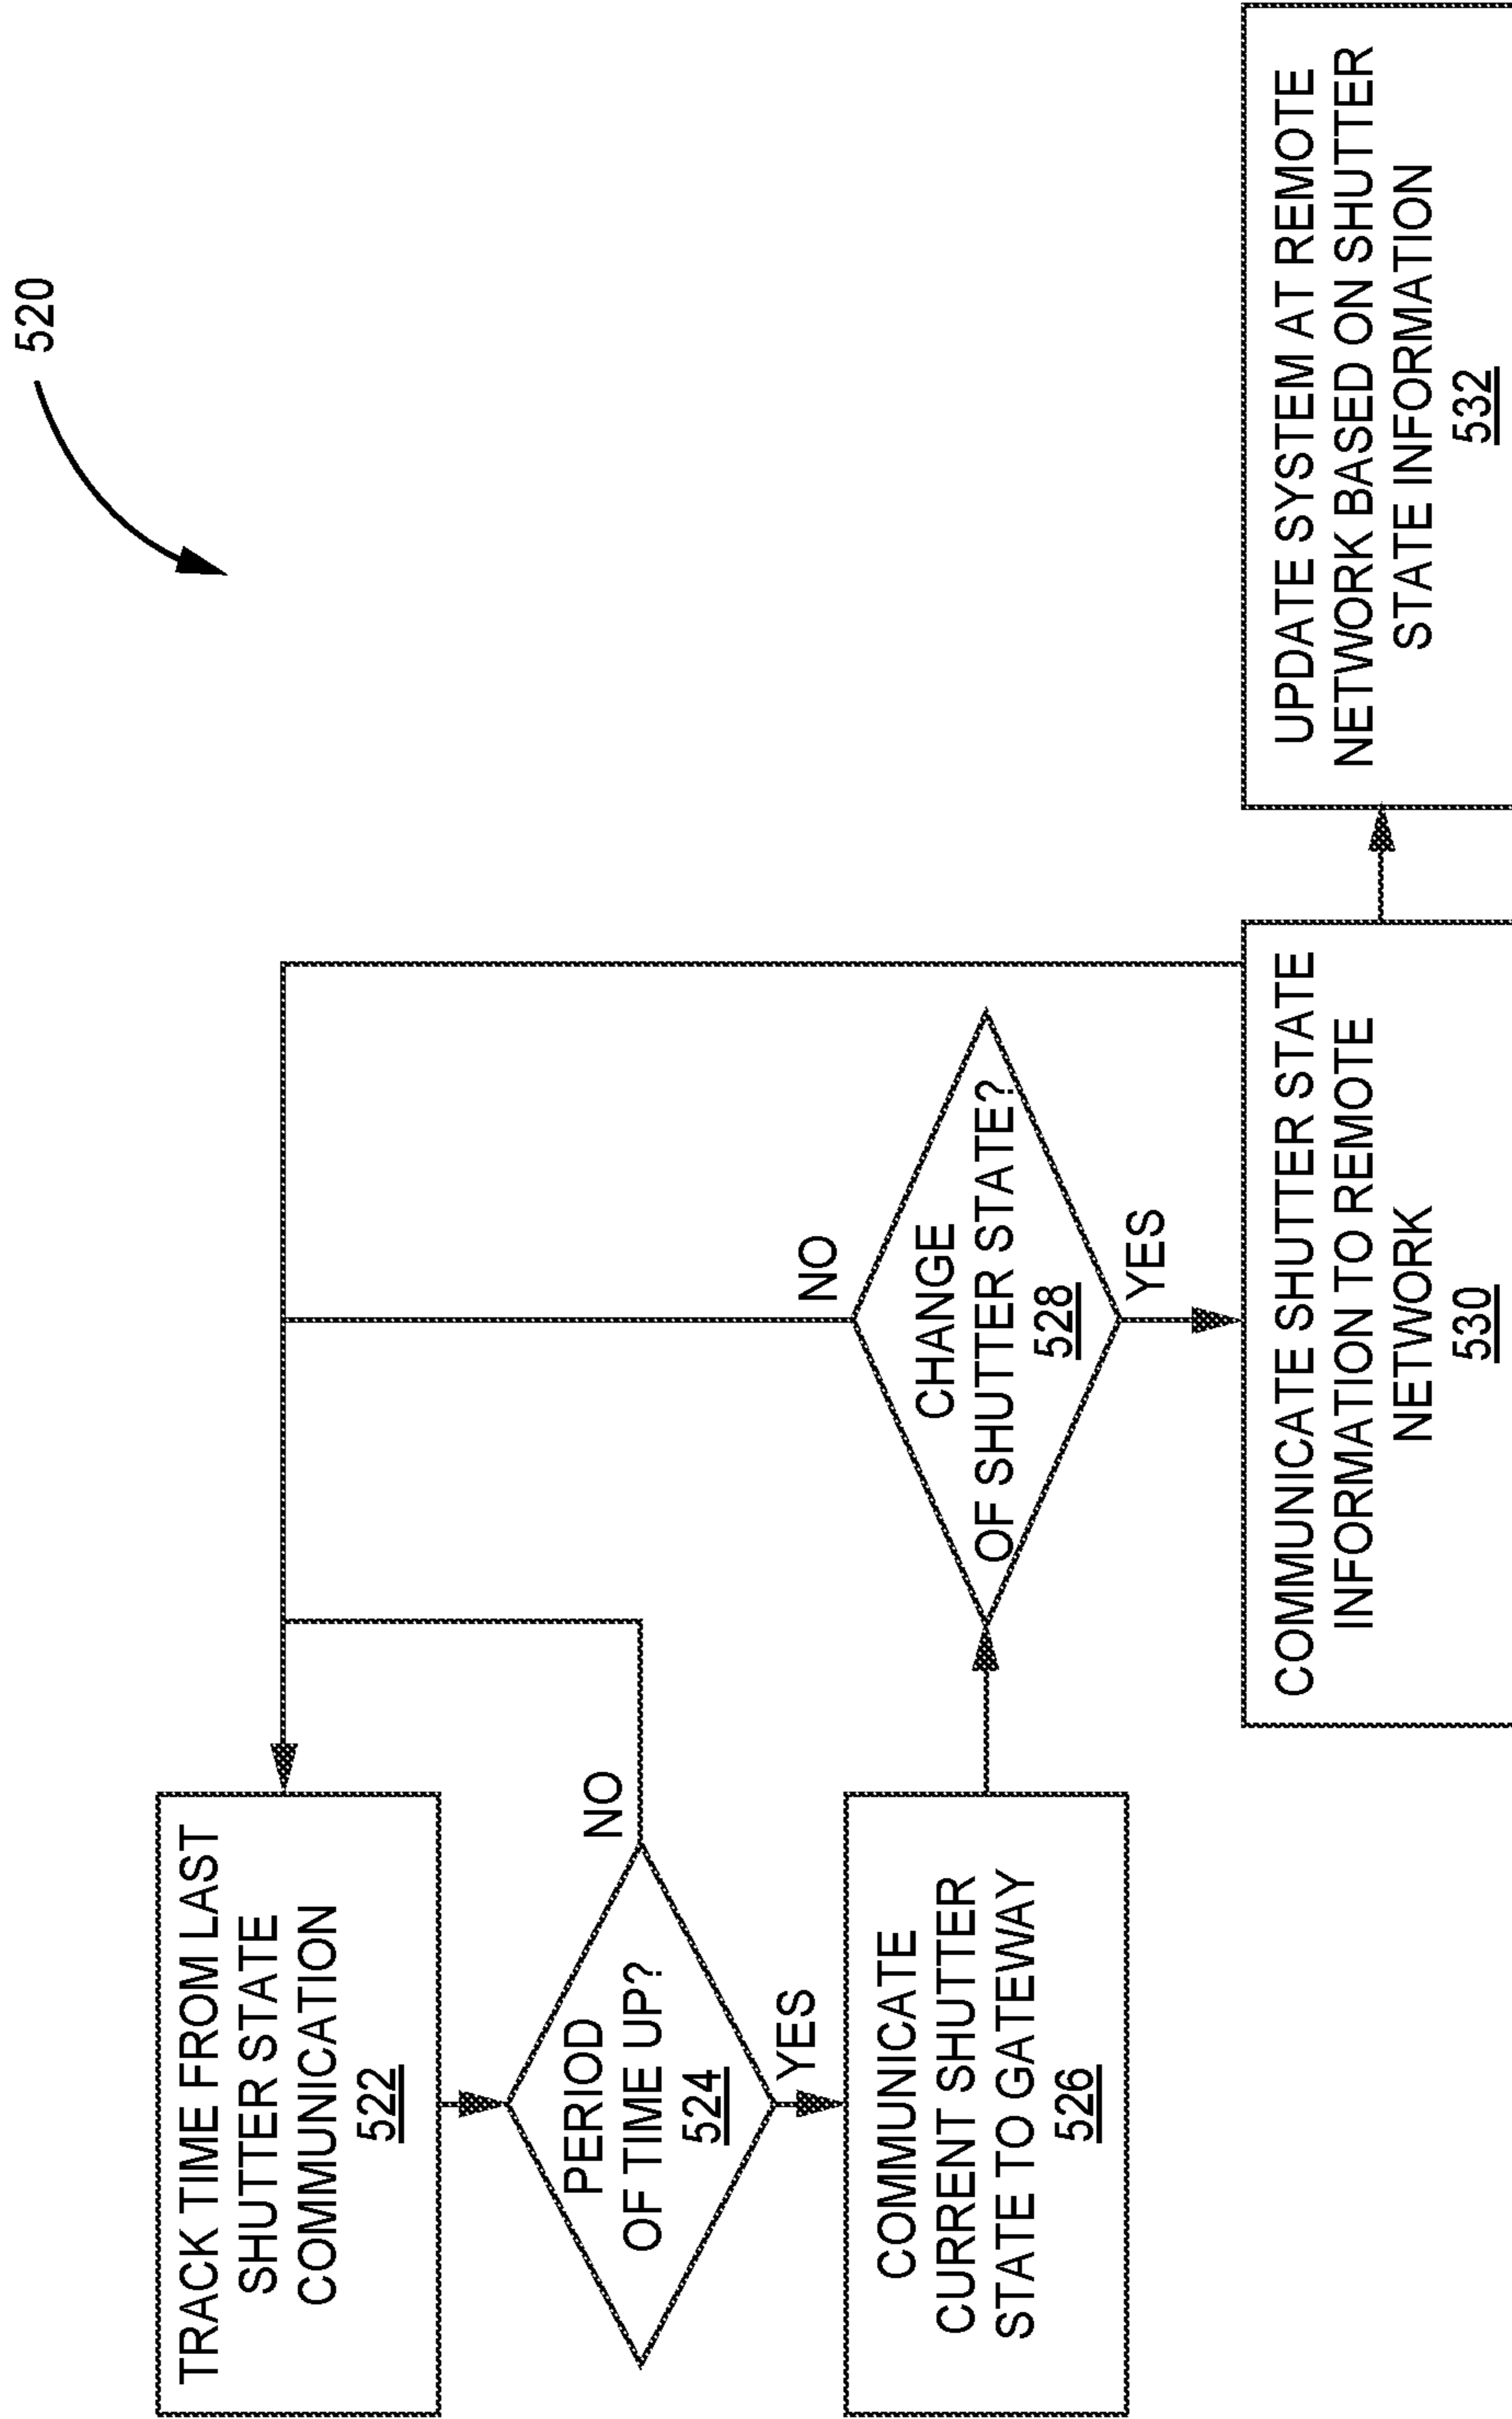 520
TRACK TIME FROM LAST
SHUTTER STATE
COMMUNICATION
522
PERIOD
OF TIME UP?
524
NO
YES
COMMUNICATE
CURRENT SHUTTER
STATE TO GATEWAY
526
CHANGE
OF SHUTTER STATE?
528
NO
YES
COMMUNICATE SHUTTER STATE
INFORMATION TO REMOTE
NETWORK
530
UPDATE SYSTEM AT REMOTE
NETWORK BASED ON SHUTTER
STATE INFORMATION
532